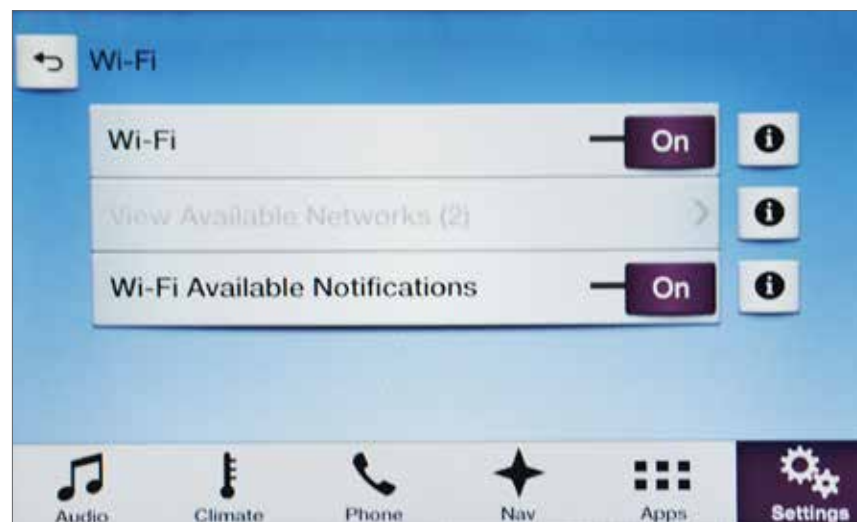 Wi-Fi
Wi-Fi On
View Available Networks (2)
Wi-Fi Available Notifications On
Audio Climate Phone Nav Apps Settings